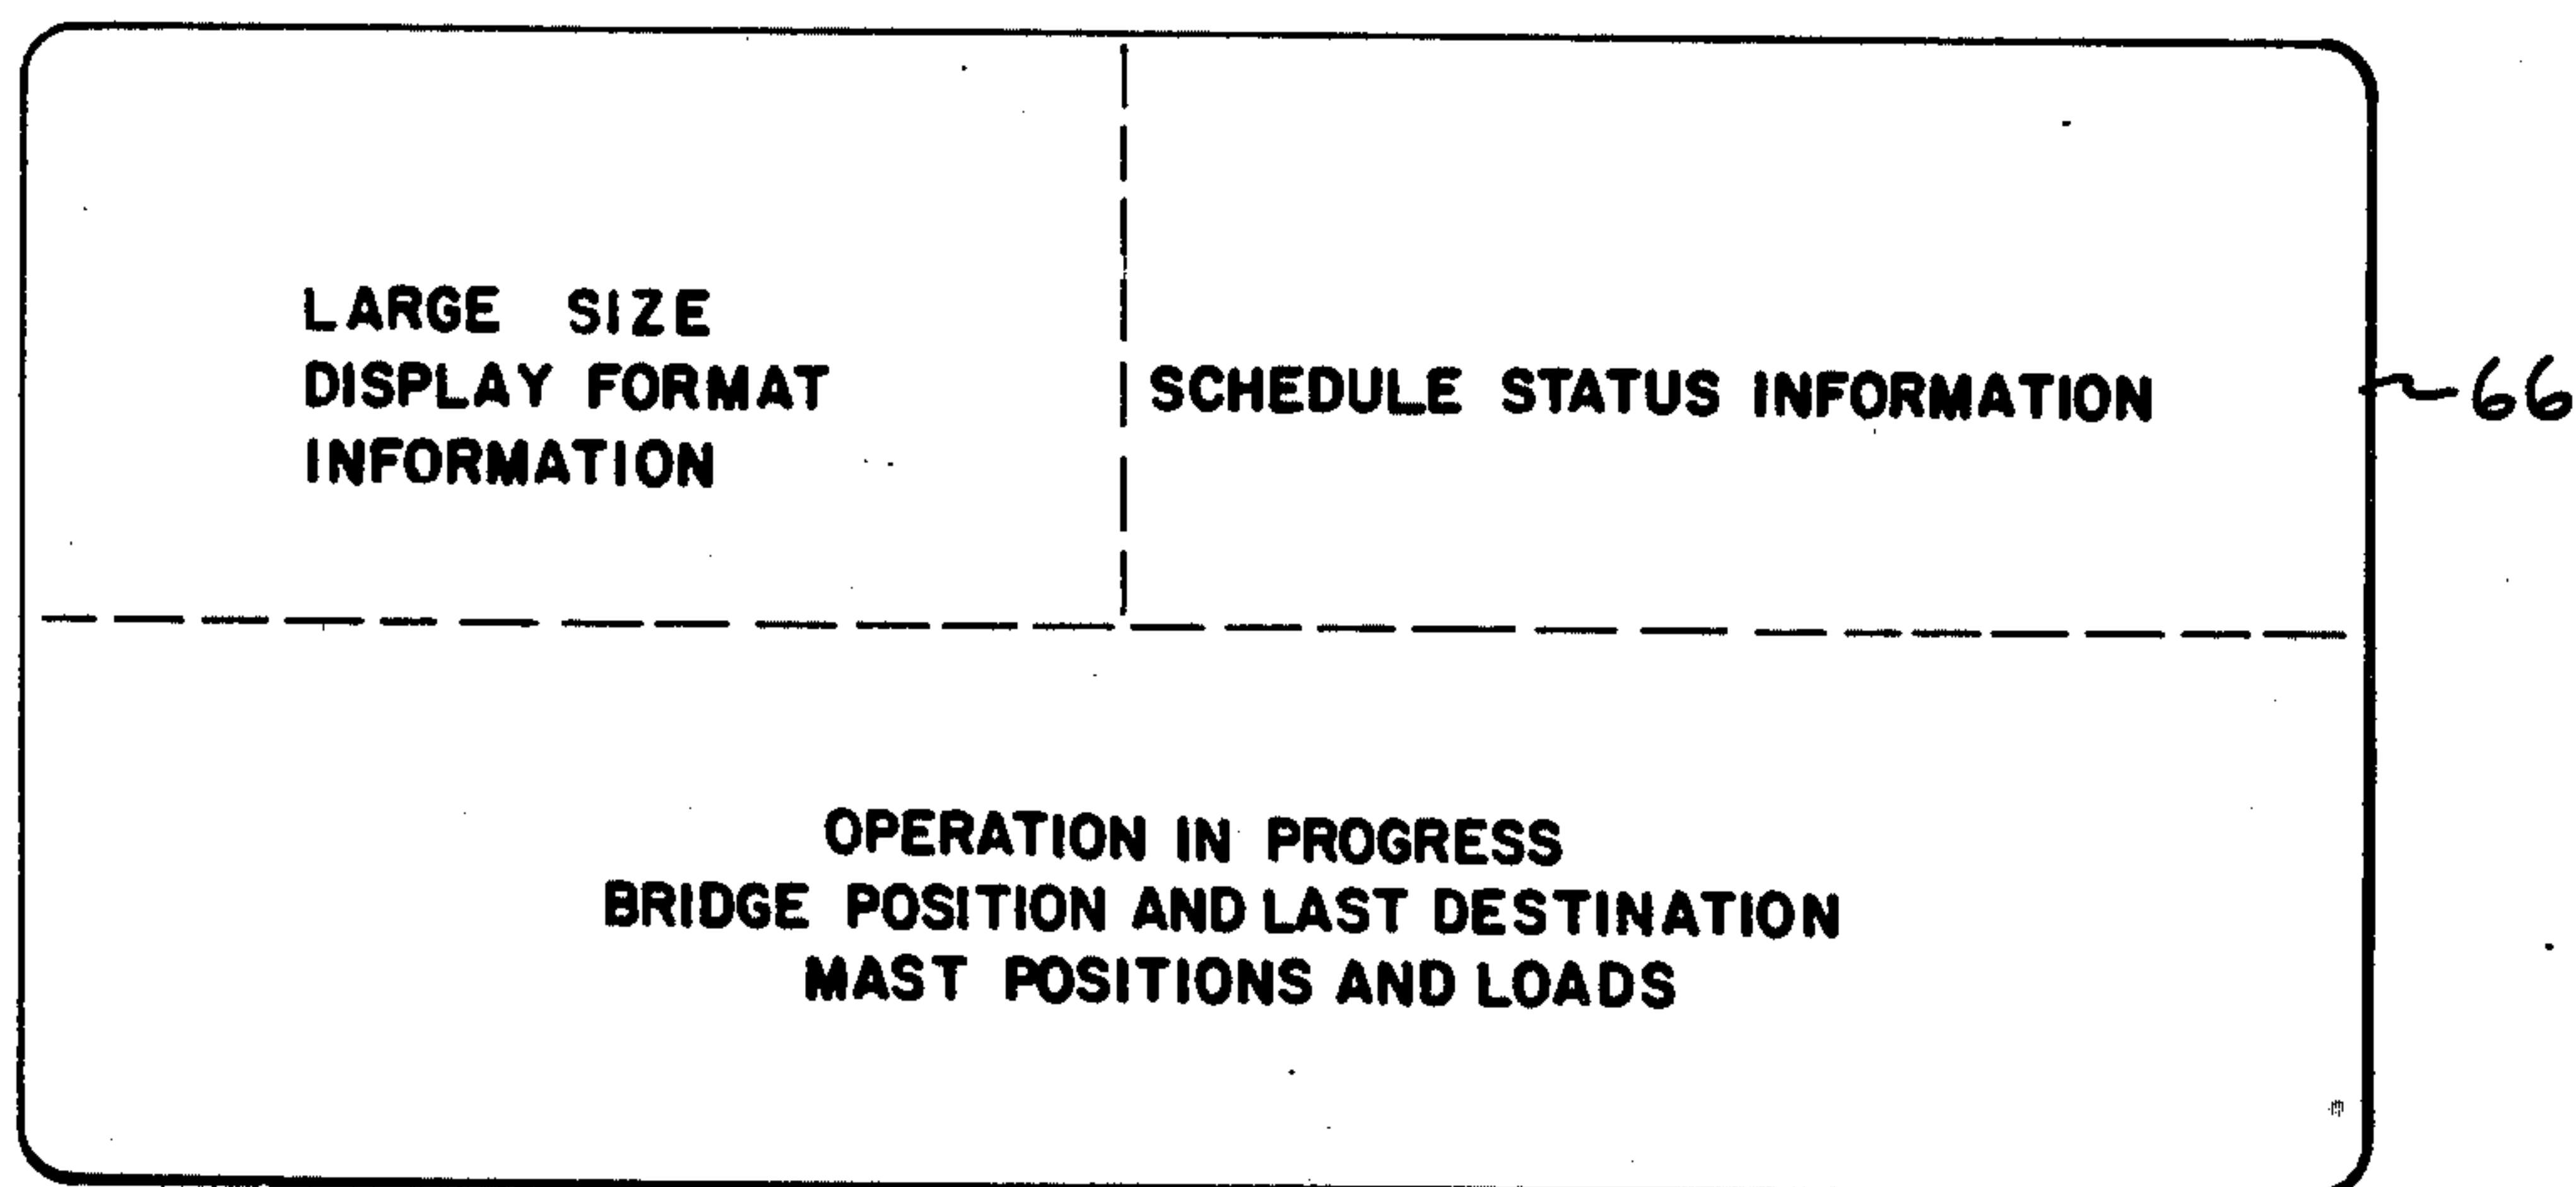 LARGE SIZE
DISPLAY FORMAT
INFORMATION
SCHEDULE STATUS INFORMATION
66
OPERATION IN PROGRESS
BRIDGE POSITION AND LAST DESTINATION
MAST POSITIONS AND LOADS